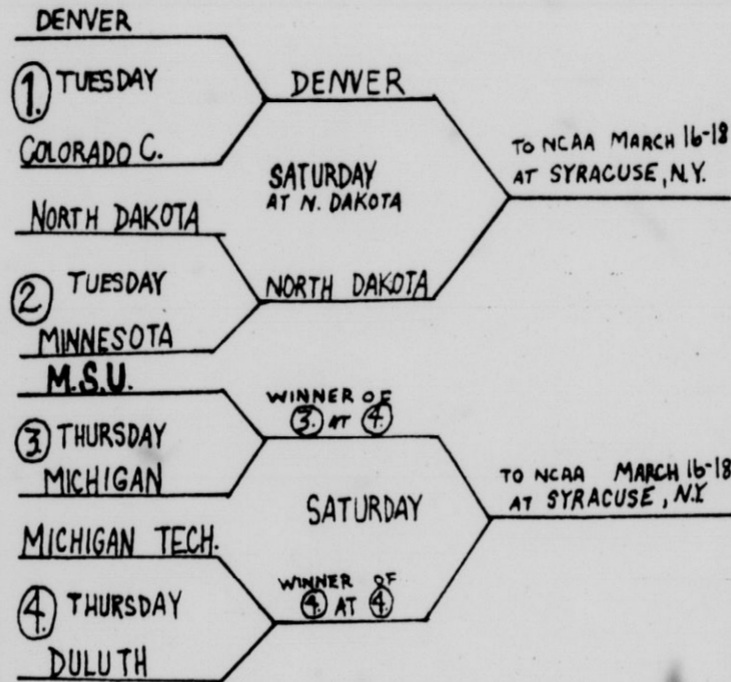 DENVER
1. TUESDAY
COLORADO C.
DENVER
SATURDAY
AT N. DAKOTA
NORTH DAKOTA
2 TUESDAY
MINNESOTA
NORTH DAKOTA
TO NCAA MARCH 16-18
AT SYRACUSE, N.Y.
M.S.U.
3. THURSDAY
MICHIGAN
WINNER OF
3. AT 4.
SATURDAY
MICHIGAN TECH.
4. THURSDAY
DULUTH
WINNER OF
4. AT 4.
TO NCAA MARCH 16-18
AT SYRACUSE, N.Y